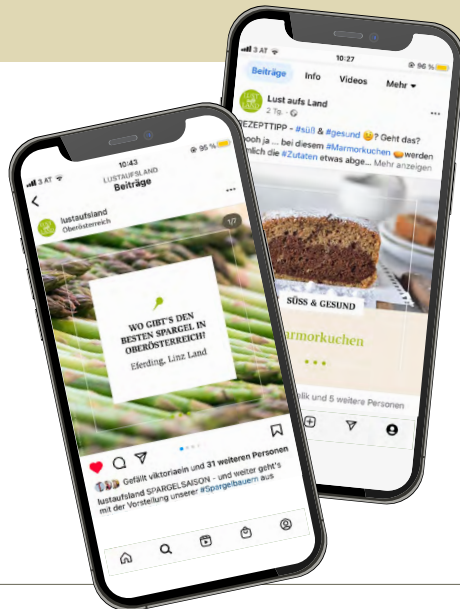 3 AT
10:43
95 %
LUSTAUFSLAND
Beiträge
lustaufsland
Oberösterreich
1/7
WO GIBT'S DEN
BESTEN SPARGEL IN
OBERÖSTERREICH?
Eferding, Linz Land
Gefällt viktoriaein und 31 weiteren Personen
lustaufsland SPARGELSAISON - und weiter geht's
mit der Vorstellung unserer #Spargelbauern aus
3 AT
10:27
96 %
Beiträge Info Videos Mehr
Lust aufs Land
2 Tg.
REZEPTTIPP - #süß & #gesund 😉? Geht das?
ooh ja ... bei diesem #Marmorkuchen werden
mlich die #Zutaten etwas abge... Mehr anzeigen
SÜSS & GESUND
armorkuchen
und 5 weitere Personen